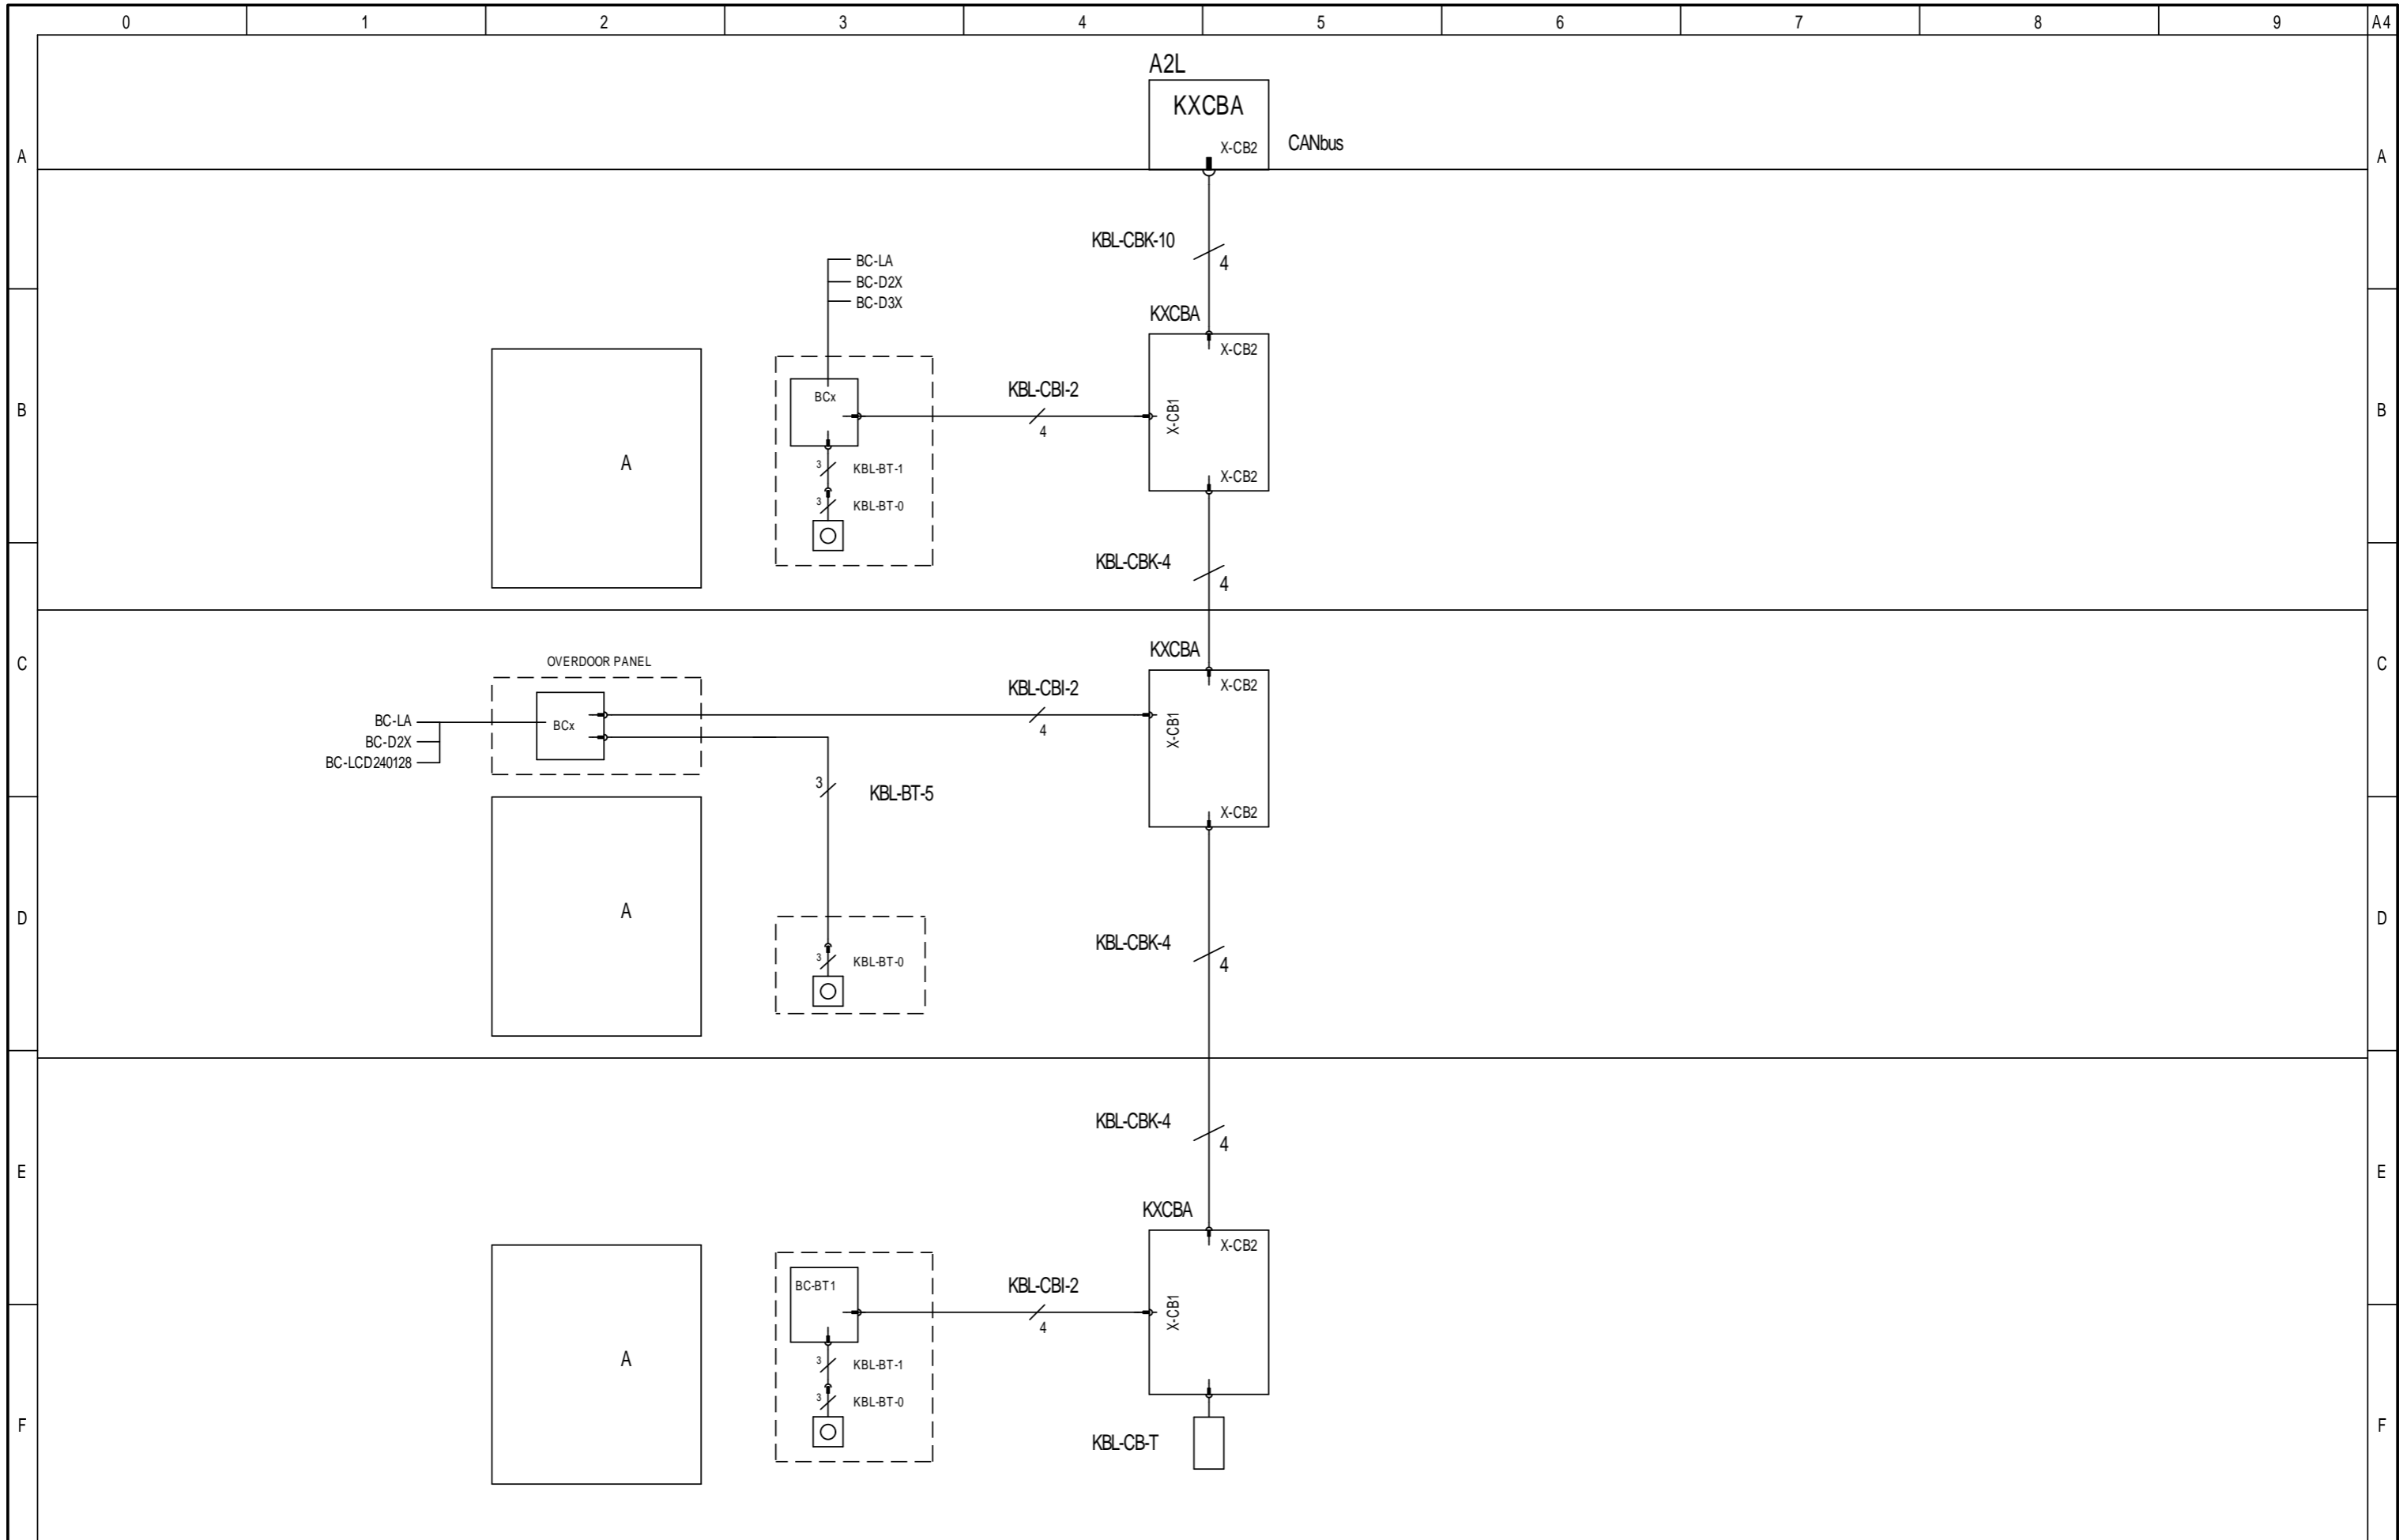 0 1 2 3 4 5 6 7 8 9 A4
A2L
KXCBA
X-CB2 CANbus
A A
KBL-CBK-10
4
BC-LA
BC-D2X
BC-D3X
KXCBA
X-CB2
BCx
KBL-CBI-2
4
X-CB1
B B
A
3 KBL-BT-1
X-CB2
3 KBL-BT-0
KBL-CBK-4
4
KXCBA
C C
OVERDOOR PANEL
X-CB2
KBL-CBI-2
4
X-CB1
BC-LA
BCx
BC-D2X
BC-LCD240128
3 KBL-BT-5
X-CB2
A
D D
KBL-CBK-4
4
3 KBL-BT-0
KBL-CBK-4
4
E E
KXCBA
X-CB2
BC-BT1
KBL-CBI-2
4
X-CB1
A
3 KBL-BT-1
3 KBL-BT-0
F F
KBL-CB-T